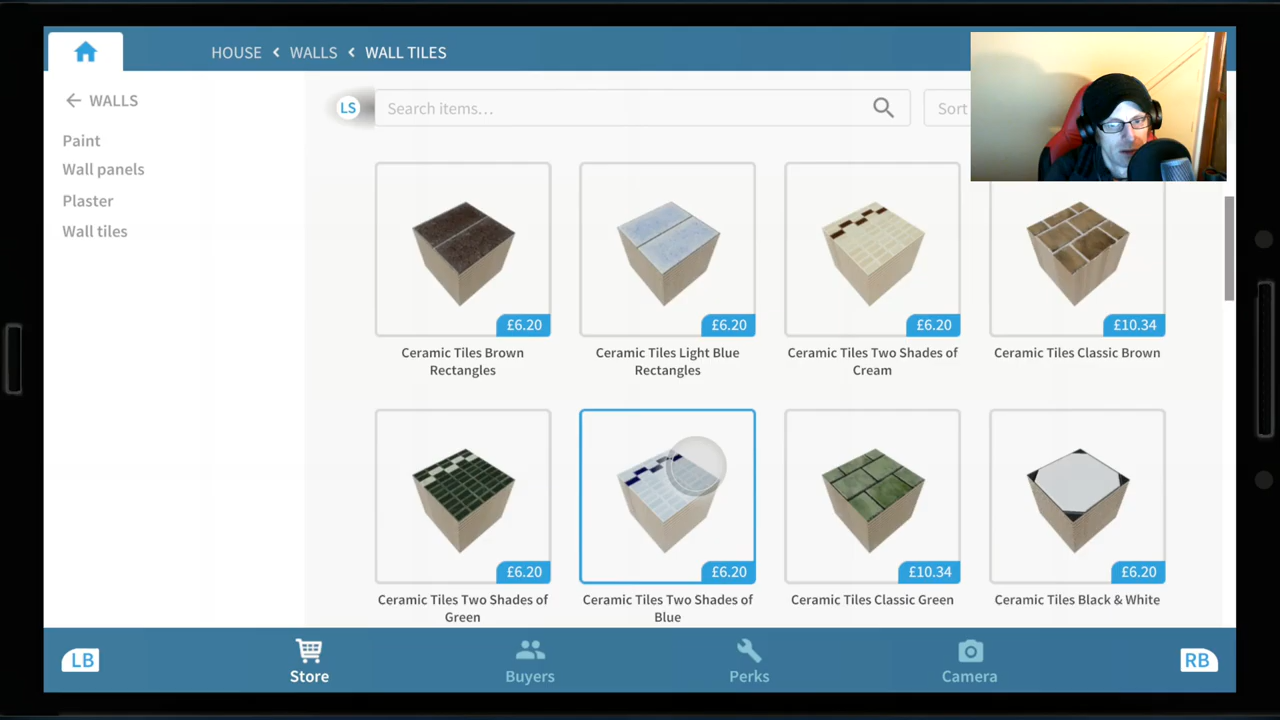 HOUSE < WALLS < WALL TILES
← WALLS
Paint
Wall panels
Plaster
Wall tiles
LS
Search items...
Sort
£6.20
£6.20
£6.20
£10.34
Ceramic Tiles Brown
Rectangles
Ceramic Tiles Light Blue
Rectangles
Ceramic Tiles Two Shades of
Cream
Ceramic Tiles Classic Brown
£6.20
£6.20
£10.34
£6.20
Ceramic Tiles Two Shades of
Green
Ceramic Tiles Two Shades of
Blue
Ceramic Tiles Classic Green
Ceramic Tiles Black & White
LB
Store
Buyers
Perks
Camera
RB